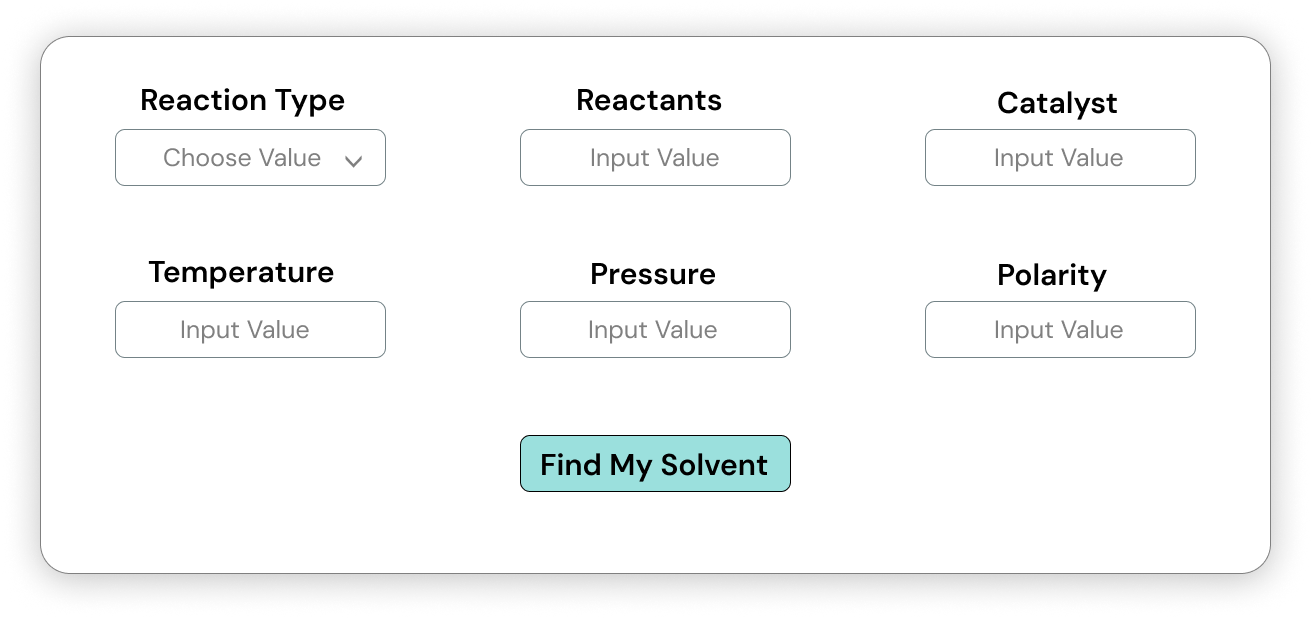 Reaction Type
Reactants
Catalyst
Choose Value
Input Value
Input Value
Temperature
Pressure
Polarity
Input Value
Input Value
Input Value
Find My Solvent